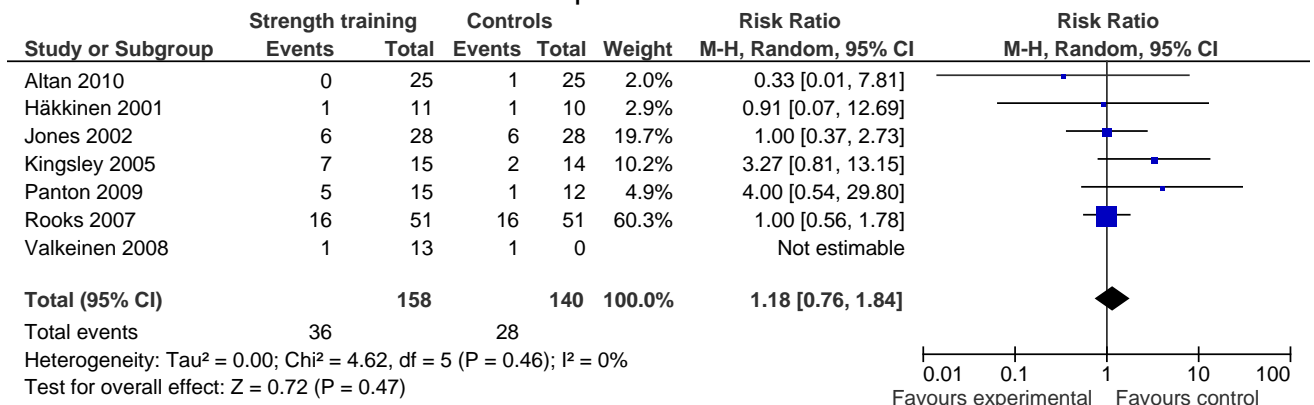 Strength training Controls Risk Ratio Risk Ratio
Study or Subgroup Events Total Events Total Weight M-H, Random, 95% CI M-H, Random, 95% CI
Altan 2010 0 25 1 25 2.0% 0.33 [0.01, 7.81]
Häkkinen 2001 1 11 1 10 2.9% 0.91 [0.07, 12.69]
Jones 2002 6 28 6 28 19.7% 1.00 [0.37, 2.73]
Kingsley 2005 7 15 2 14 10.2% 3.27 [0.81, 13.15]
Panton 2009 5 15 1 12 4.9% 4.00 [0.54, 29.80]
Rooks 2007 16 51 16 51 60.3% 1.00 [0.56, 1.78]
Valkeinen 2008 1 13 1 0 Not estimable
Total (95% CI) 158 140 100.0% 1.18 [0.76, 1.84]
Total events 36 28
Heterogeneity: Tau² = 0.00; Chi² = 4.62, df = 5 (P = 0.46); I² = 0%
Test for overall effect: Z = 0.72 (P = 0.47)
0.01 0.1 1 10 100
Favours experimental Favours control